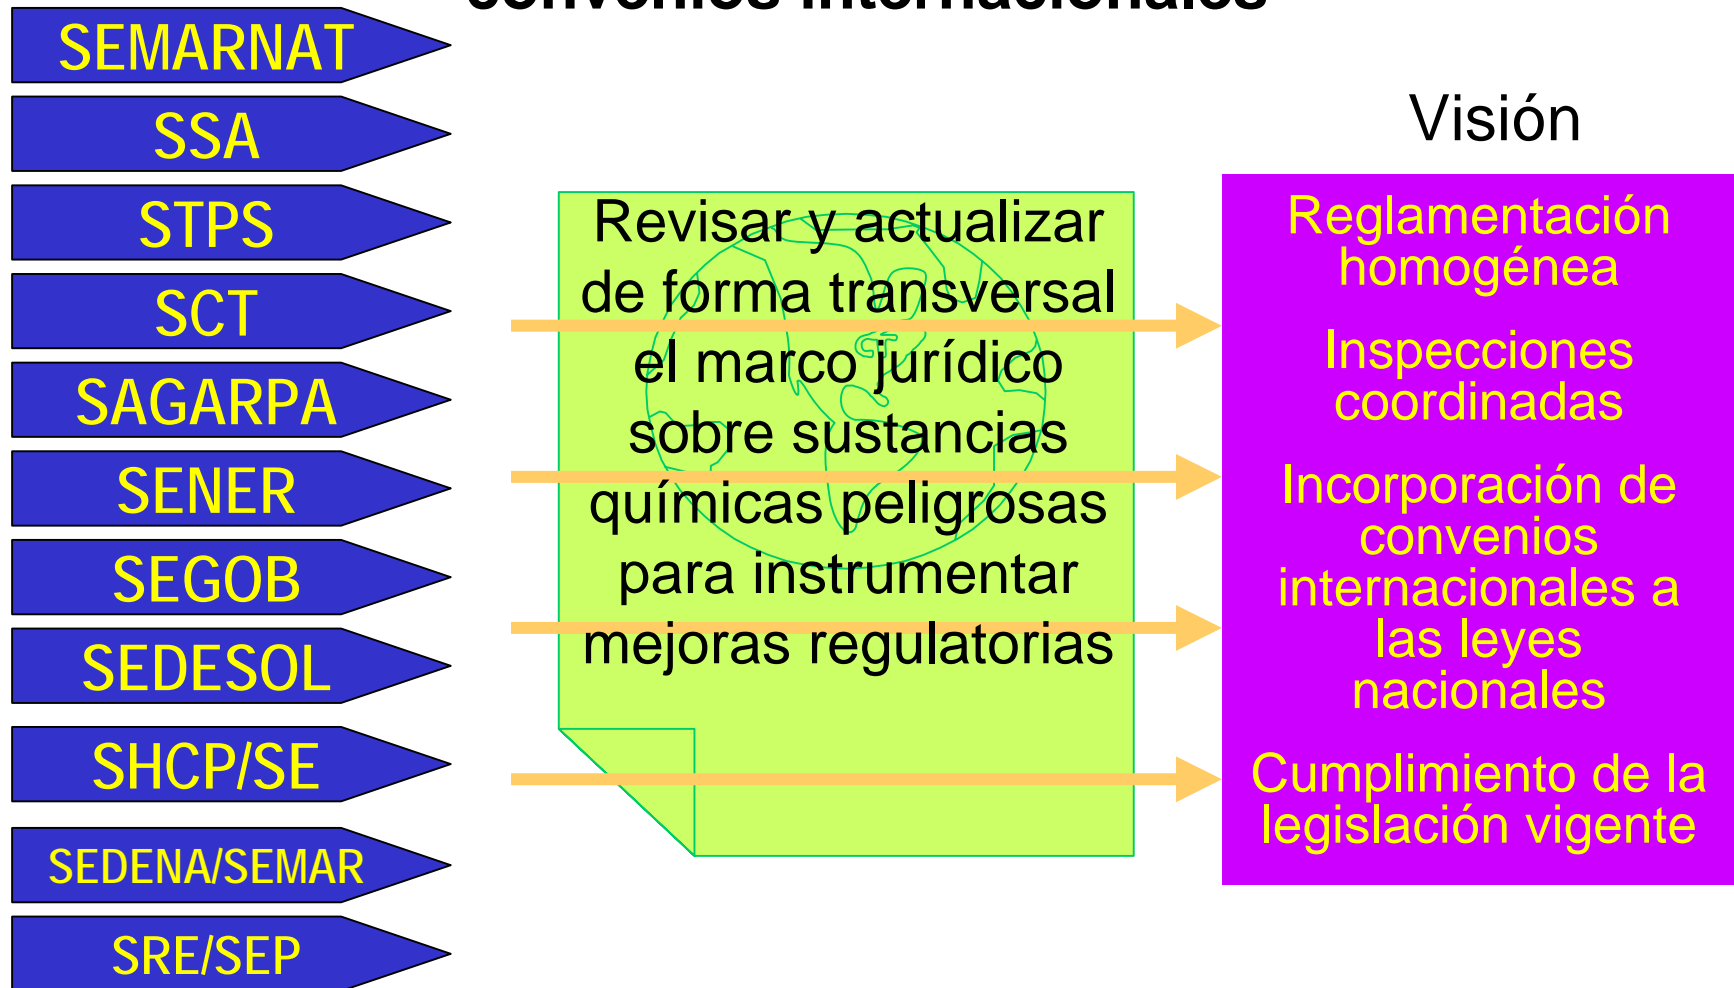 convenios internacionales
SEMARNAT
SSA
STPS
SCT
SAGARPA
SENER
SEGOB
SEDESOL
SHCP/SE
SEDENA/SEMAR
SRE/SEP
Revisar y actualizar
de forma transversal
el marco jurídico
sobre sustancias
químicas peligrosas
para instrumentar
mejoras regulatorias
Visión
Reglamentación
homogénea
Inspecciones
coordinadas
Incorporación de
convenios
internacionales a
las leyes
nacionales
Cumplimiento de la
legislación vigente